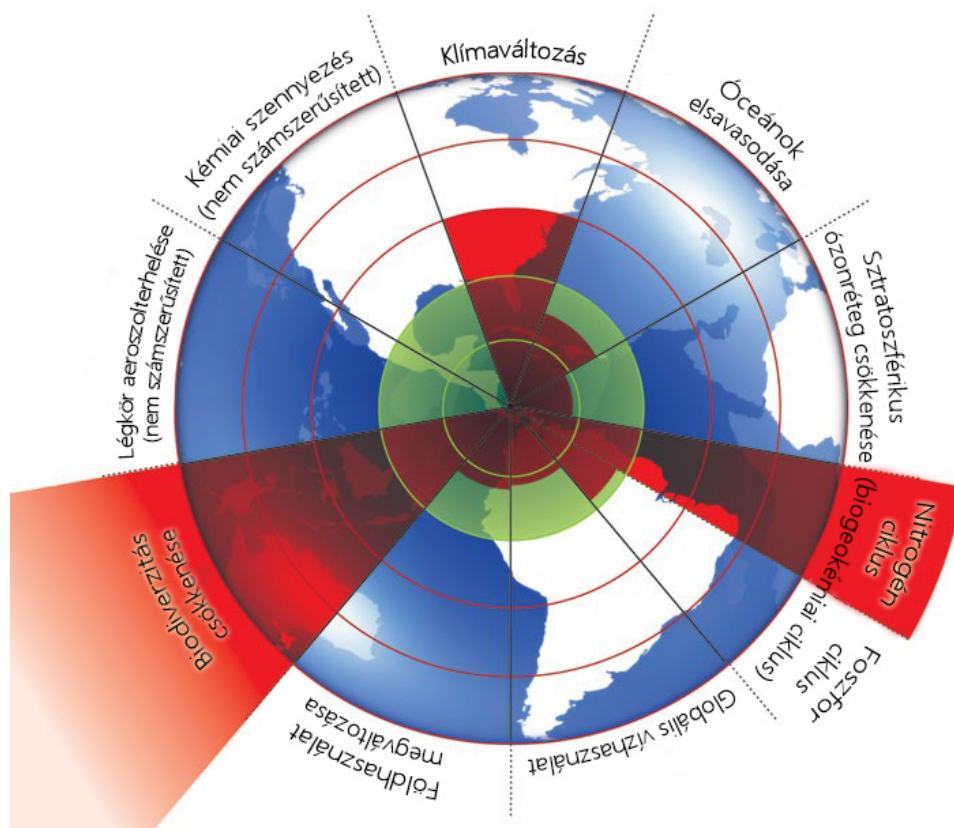 Klímaváltozás
Óceánok
elsavasodása
Sztratoszférikus
ózonréteg csökkenése
(biogeokémiai ciklus)
Nitrogén
ciklus
Foszfor
ciklus
Globális vízhasználat
Földhasználat
megváltozása
Biodiverzitás
csökkenése
Légkör aeroszolterhelése
(nem számszerűsített)
Kémiai szennyezés
(nem számszerűsített)